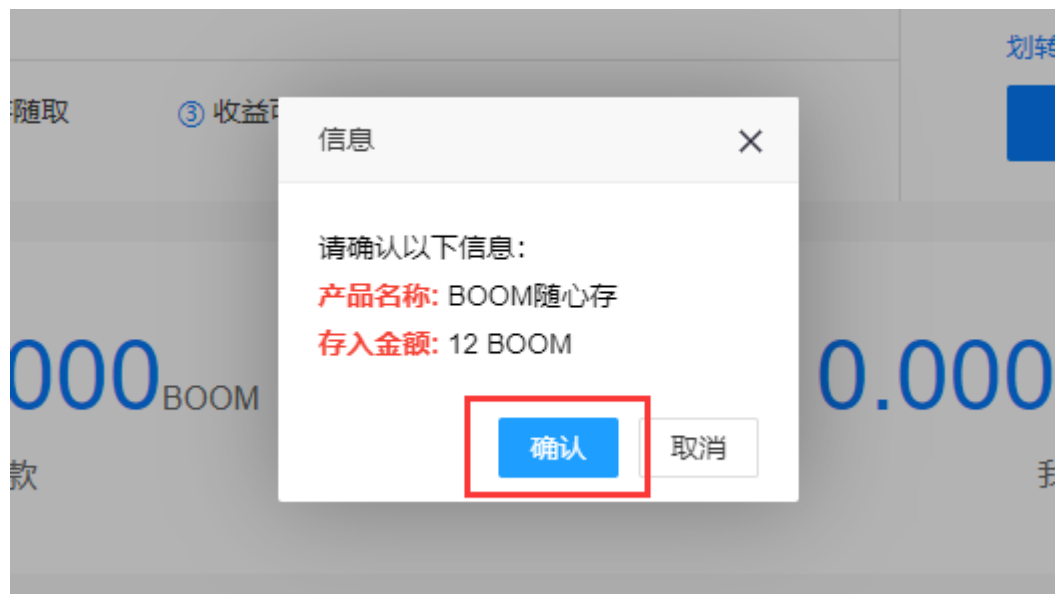 划转
随取
③ 收益
信息
请确认以下信息：
产品名称: BOOM随心存
存入金额: 12 BOOM
000 BOOM
0.000
确认
取消
款